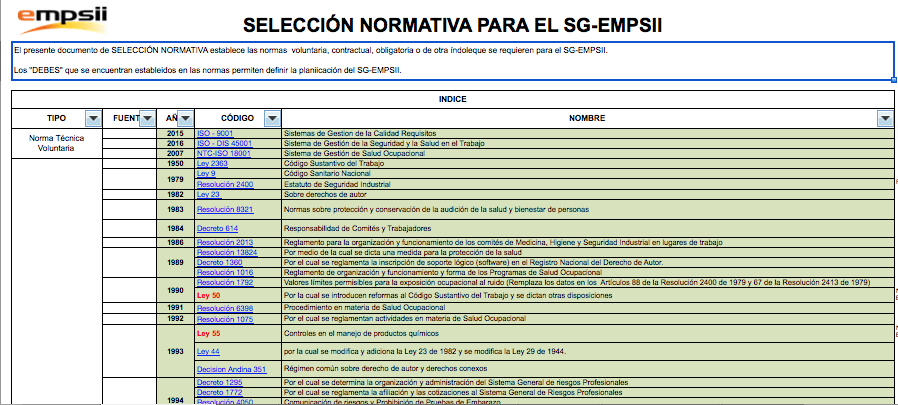 empsii
EMPRESARIAL
SELECCIÓN NORMATIVA PARA EL SG-EMPSII
El presente documento de SELECCIÓN NORMATIVA establece las normas voluntaria, contractual, obligatoria o de otra índoleque se requieren para el SG-EMPSII.
Los "DEBES" que se encuentran estableidos en las normas permiten definir la planiicación del SG-EMPSII.
INDICE
TIPO FUENT AÑ CÓDIGO NOMBRE
Norma Técnica
Voluntaria
2015 ISO - 9001 Sistemas de Gestion de la Calidad Requisitos
2016 ISO - DIS 45001 Sistema de Gestión de la Seguridad y la Salud en el Trabajo
2007 NTC-ISO 18001 Sistema de Gestión de Salud Ocupacional
1950 Ley 2363 Código Sustantivo del Trabajo
1979 Ley 9 Código Sanitario Nacional
Resolución 2400 Estatuto de Seguridad Industrial
1982 Ley 23 Sobre derechos de autor
1983 Resolución 8321 Normas sobre protección y conservación de la audición de la salud y bienestar de personas
1984 Decreto 614 Responsabilidad de Comités y Trabajadores
1986 Resolución 2013 Reglamento para la organización y funcionamiento de los comités de Medicina, Higiene y Seguridad Industrial en lugares de trabajo
1989 Resolución 13824 Por medio de la cual se dicta una medida para la protección de la salud
Decreto 1360 Por el cual se reglamenta la inscripción de soporte lógico (software) en el Registro Nacional del Derecho de Autor.
Resolución 1016 Reglamento de organización y funcionamiento y forma de los Programas de Salud Ocupacional
1990 Resolución 1792 Valores límites permisibles para la exposición ocupacional al ruido (Remplaza los datos en los Artículos 88 de la Resolución 2400 de 1979 y 67 de la Resolución 2413 de 1979)
Ley 50 Por la cual se introducen reformas al Código Sustantivo del Trabajo y se dictan otras disposiciones
1991 Resolución 6398 Procedimiento en materia de Salud Ocupacional
1992 Resolución 1075 Por el cual se reglamentan actividades en materia de Salud Ocupacional
1993 Ley 55 Controles en el manejo de productos químicos
Ley 44 por la cual se modifica y adiciona la Ley 23 de 1982 y se modifica la Ley 29 de 1944.
Decision Andina 351 Régimen común sobre derecho de autor y derechos conexos
1994 Decreto 1295 Por el cual se determina la organización y administración del Sistema General de riesgos Profesionales
Decreto 1772 Por el cual se reglamenta la afiliación y las cotizaciones al Sistema General de Riesgos Profesionales
Resolución 4050 Comunicación de riesgos y Prohibición de Pruebas de Embarazo